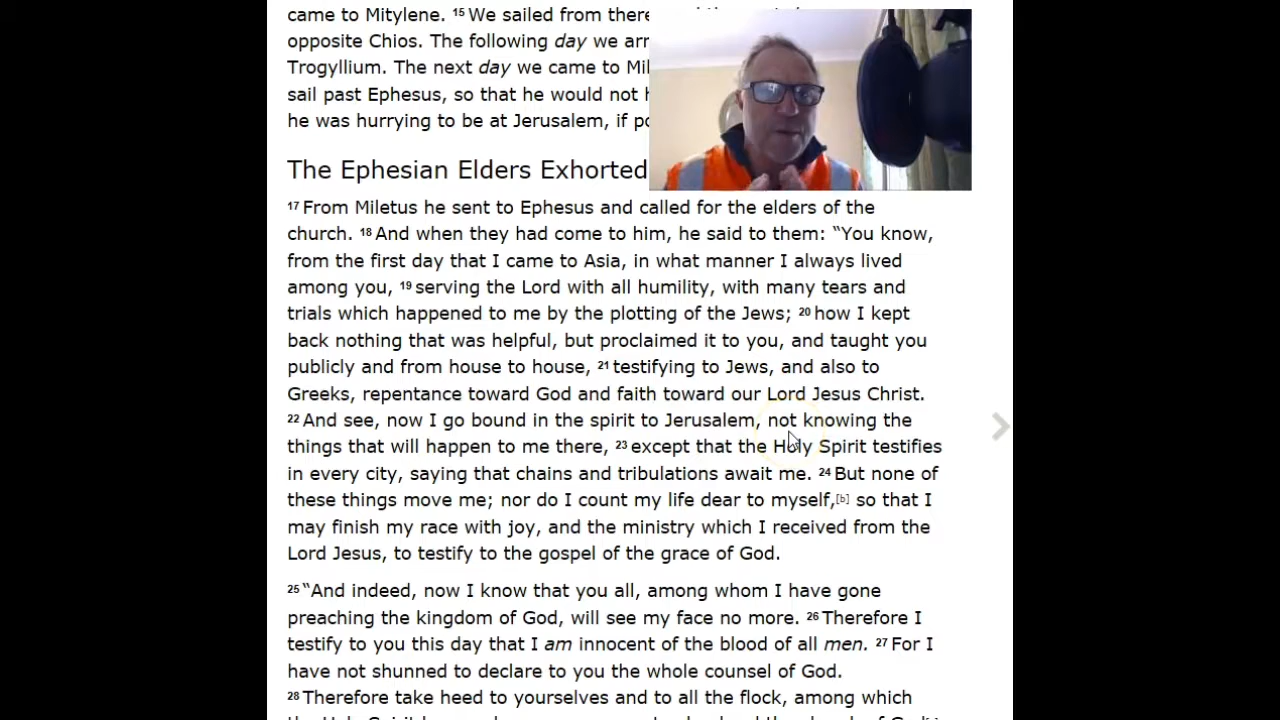 came to Mitylene. 15 We sailed from there
opposite Chios. The following day we arr
Trogyllium. The next day we came to Mil
sail past Ephesus, so that he would not h
he was hurrying to be at Jerusalem, if po
The Ephesian Elders Exhorted
17 From Miletus he sent to Ephesus and called for the elders of the
church. 18 And when they had come to him, he said to them: “You know,
from the first day that I came to Asia, in what manner I always lived
among you, 19 serving the Lord with all humility, with many tears and
trials which happened to me by the plotting of the Jews; 20 how I kept
back nothing that was helpful, but proclaimed it to you, and taught you
publicly and from house to house, 21 testifying to Jews, and also to
Greeks, repentance toward God and faith toward our Lord Jesus Christ.
22 And see, now I go bound in the spirit to Jerusalem, not knowing the
things that will happen to me there, 23 except that the Holy Spirit testifies
in every city, saying that chains and tribulations await me. 24 But none of
these things move me; nor do I count my life dear to myself,[b] so that I
may finish my race with joy, and the ministry which I received from the
Lord Jesus, to testify to the gospel of the grace of God.
25 “And indeed, now I know that you all, among whom I have gone
preaching the kingdom of God, will see my face no more. 26 Therefore I
testify to you this day that I am innocent of the blood of all men. 27 For I
have not shunned to declare to you the whole counsel of God.
28 Therefore take heed to yourselves and to all the flock, among which